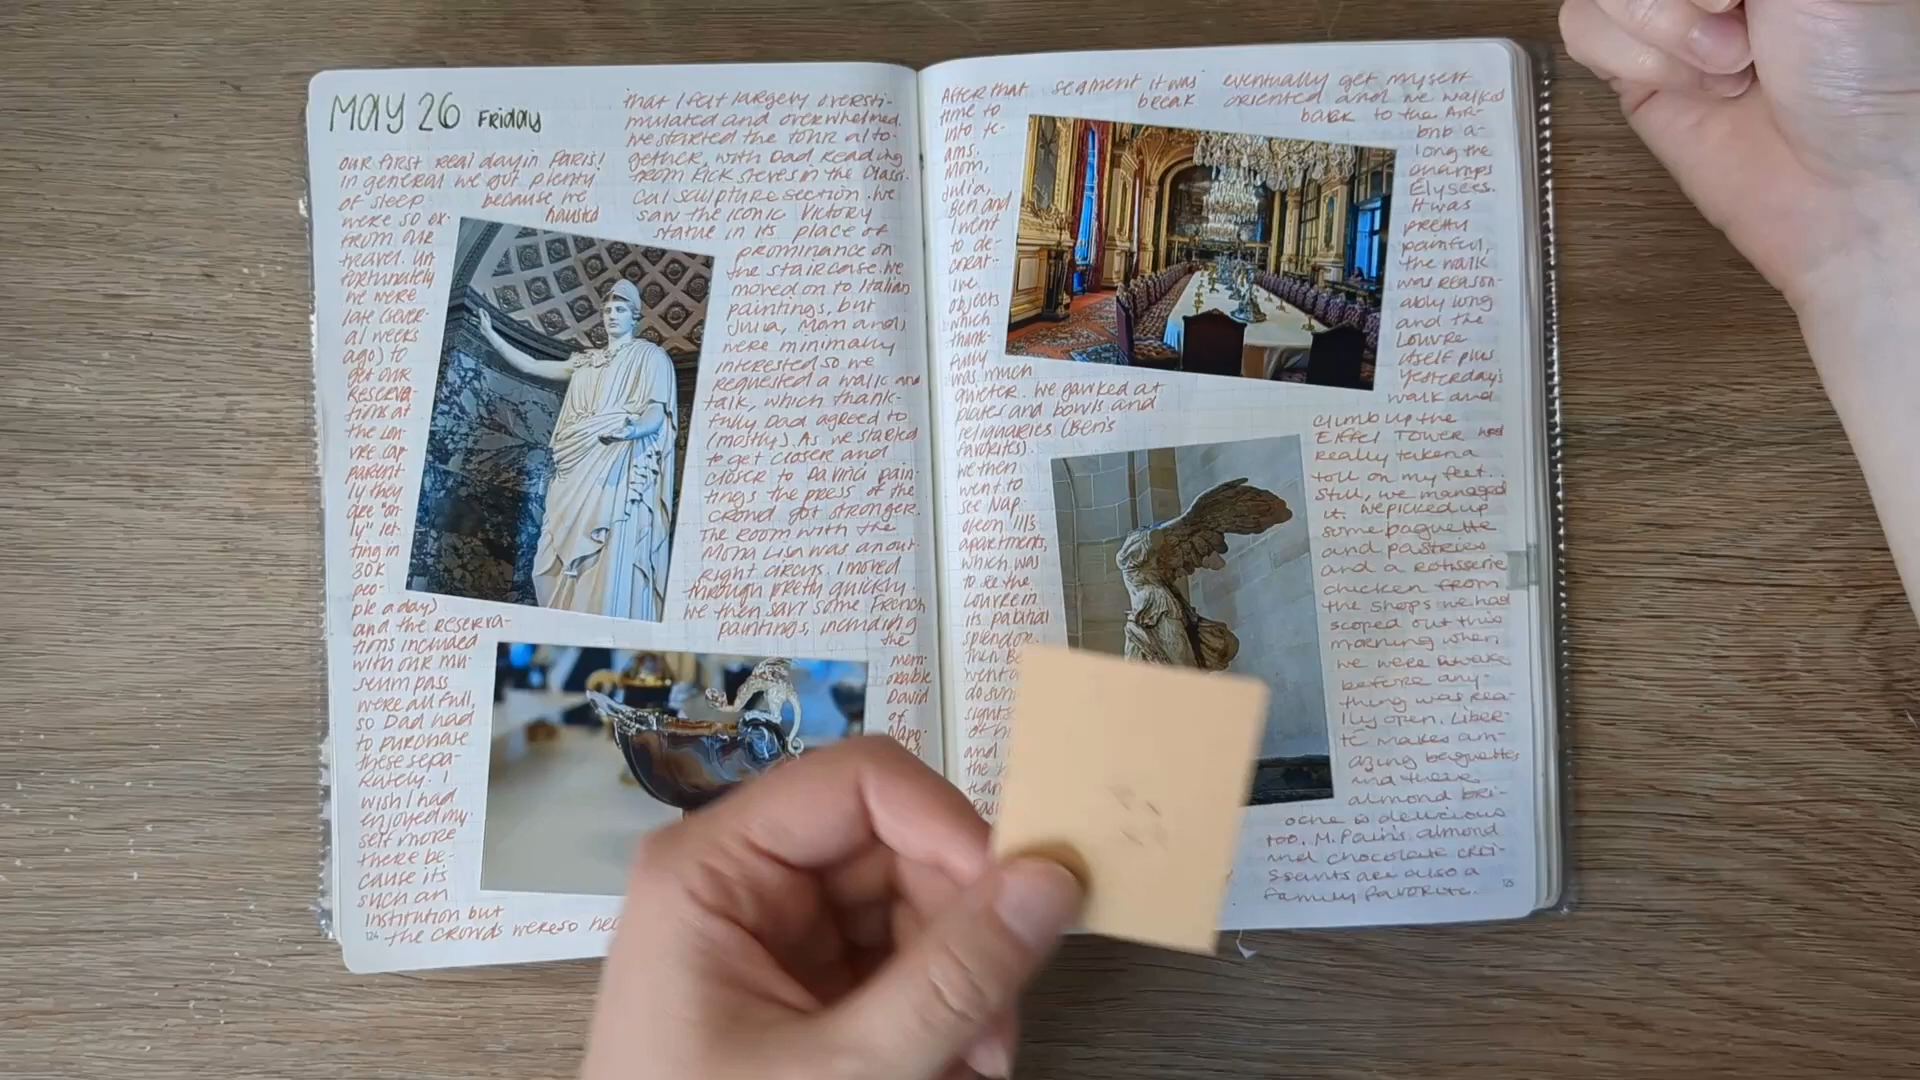 MAY 26 Friday
our first real day in Paris!
In general we got plenty
of sleep because we
were so ex- hausted
from our
travel. Un
fortunately
we were
late (sever-
al weeks
ago) to
get our
reserva-
tions at
the Lou-
vre (ap
parent
ly they
are "on-
ly" let
ting in
30K
peo-
ple a day)
and the reserva-
tions included
with our mu-
seum pass
were all full,
so Dad had
to purchase
these sepa-
rately. I
wish I had
enjoyed my-
self more
there be-
cause it's
such an
institution but
the crowds were so
124
that I felt largely oversti-
mulated and overwhelmed.
We started the tour alto-
gether, with Dad reading
from Rick Steves in the Classi-
cal sculpture section. We
saw the iconic Victory
statue in its place of
prominance on
the staircase. We
moved on to Italian
paintings, but
Julia, Mom and I
were minimally
interested so we
requested a walk and
talk, which thank-
fully Dad agreed to
(mostly). As we started
to get closer and
closer to Da Vinci pain-
tings the press of the
crowd got stronger.
The room with the
Mona Lisa was an out-
right circus. I moved
through pretty quickly.
We then saw some French
paintings, including
the
mem-
orable
David
of
Napo-
After that segment it was
time to break
into te-
ams.
Mom,
Julia,
Ben and
I went
to de-
corat-
ive
objects
which
thank-
fully
was much
quieter. We gawked at
plates and bowls and
reliquaries (Ben's
favorites).
We then
went to
see Nap-
oleon III's
apartments,
which was
to see the
Louvre in
its palatial
splendor.
Then
went
do
sights
and
the
eventually get myself
oriented and we walked
back to the Air-
bnb a-
long the
Champs
Élysées.
It was
pretty
painful,
the walk
was reason-
ably long
and the
Louvre
itself plus
yesterday's
walk and
climb up the
Eiffel Tower had
really taken a
toll on my feet...
Still, we managed
it. We picked up
some baguette
and pastries
and a rotisserie
chicken from
the shops we had
scoped out this
morning when
we were awake
before any-
thing was rea-
lly open. Liber-
té makes am-
azing baguettes
and their
almond bri-
oche is delicious
too. M. Pain's almond
and chocolate croi-
ssants are also a
family favorite.
125